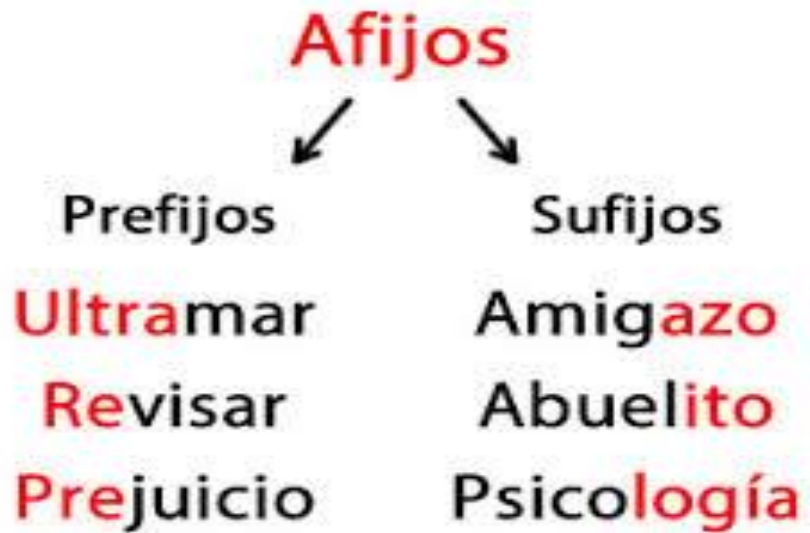 Afijos
Prefijos Sufijos
Ultramar Amigazo
Revisar Abuelito
Prejuicio Psicología